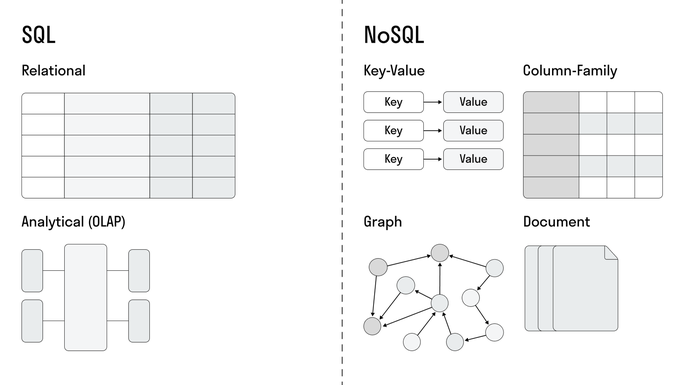 SQL
Relational
Analytical (OLAP)
NoSQL
Key-Value
Key Value
Key Value
Key Value
Column-Family
Graph
Document